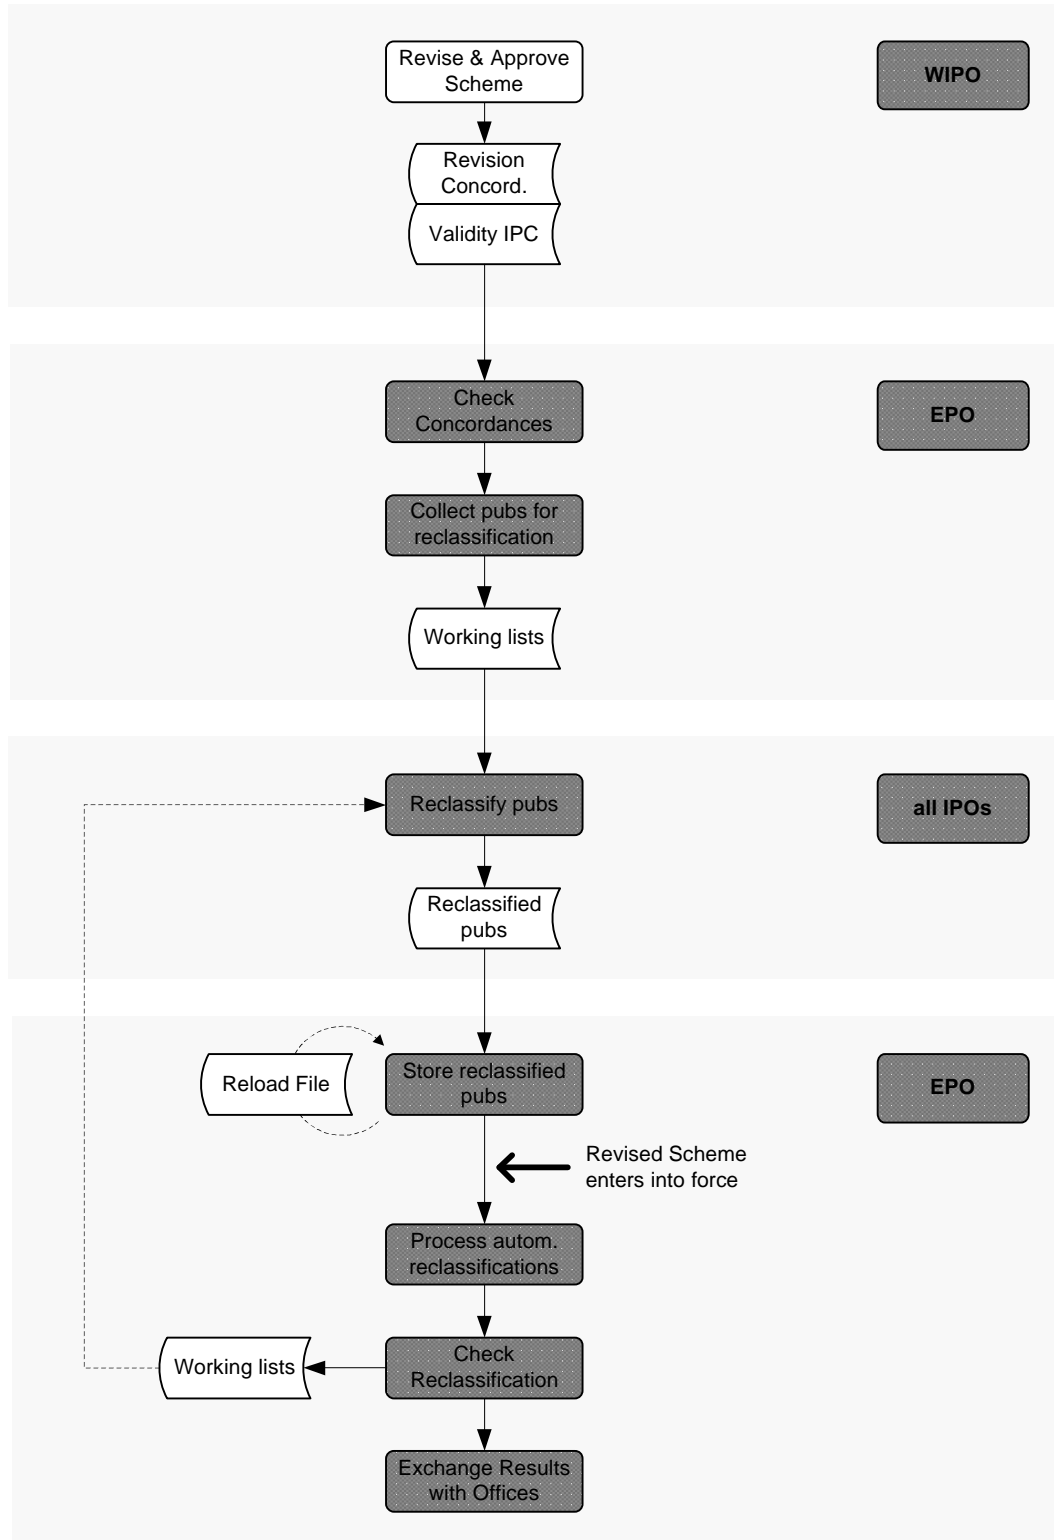 Revise & Approve
Scheme
WIPO
Revision
Concord.
Validity IPC
Check
Concordances
EPO
Collect pubs for
reclassification
Working lists
Reclassify pubs
all IPOs
Reclassified
pubs
Reload File
Store reclassified
pubs
EPO
Revised Scheme
enters into force
Process autom.
reclassifications
Working lists
Check
Reclassification
Exchange Results
with Offices